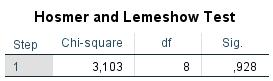 Hosmer and Lemeshow Test
Step Chi-square df Sig.
1 3,103 8 ,928